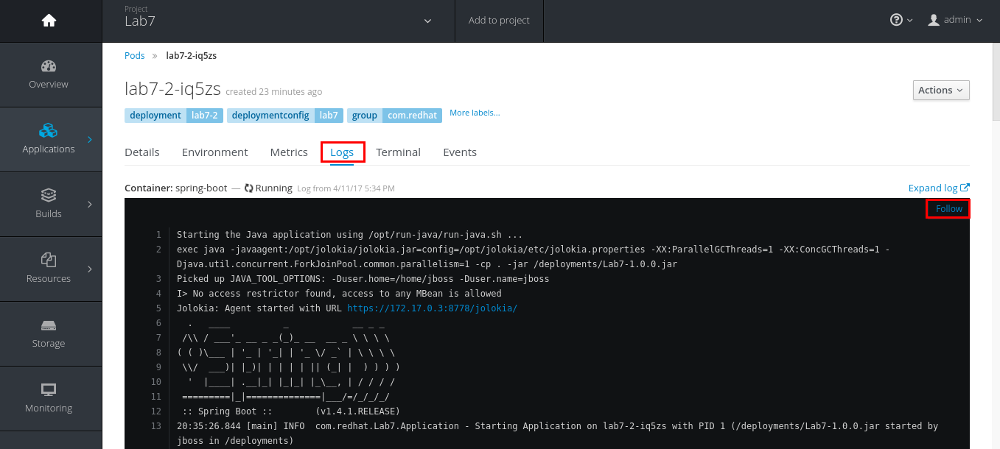 Project
Lab7
Add to project
admin
Overview
Applications
Builds
Resources
Storage
Monitoring
Pods » lab7-2-iq5zs
lab7-2-iq5zs created 23 minutes ago
Actions
deployment lab7-2 deploymentconfig lab7 group com.redhat More labels...
Details Environment Metrics Logs Terminal Events
Container: spring-boot — Running Log from 4/11/17 5:34 PM
Expand log
Follow
1 Starting the Java application using /opt/run-java/run-java.sh ...
2 exec java -javaagent:/opt/jolokia/jolokia.jar=config=/opt/jolokia/etc/jolokia.properties -XX:ParallelGCThreads=1 -XX:ConcGCThreads=1 -
Djava.util.concurrent.ForkJoinPool.common.parallelism=1 -cp . -jar /deployments/Lab7-1.0.0.jar
3 Picked up JAVA_TOOL_OPTIONS: -Duser.home=/home/jboss -Duser.name=jboss
4 I> No access restrictor found, access to any MBean is allowed
5 Jolokia: Agent started with URL https://172.17.0.3:8778/jolokia/
6   .   ____          _            __ _ _
7  /\\ / ___'_ __ _ _(_)_ __  __ _ \ \ \ \
8 ( ( )\___ | '_ | '_| | '_ \/ _` | \ \ \ \
9  \\/  ___)| |_)| | | | | || (_| |  ) ) ) )
10   '  |____| .__|_| |_|_| |_\__, | / / / /
11  =========|_|==============|___/=/_/_/_/
12  :: Spring Boot ::        (v1.4.1.RELEASE)
13 20:35:26.844 [main] INFO  com.redhat.Lab7.Application - Starting Application on lab7-2-iq5zs with PID 1 (/deployments/Lab7-1.0.0.jar started by
jboss in /deployments)